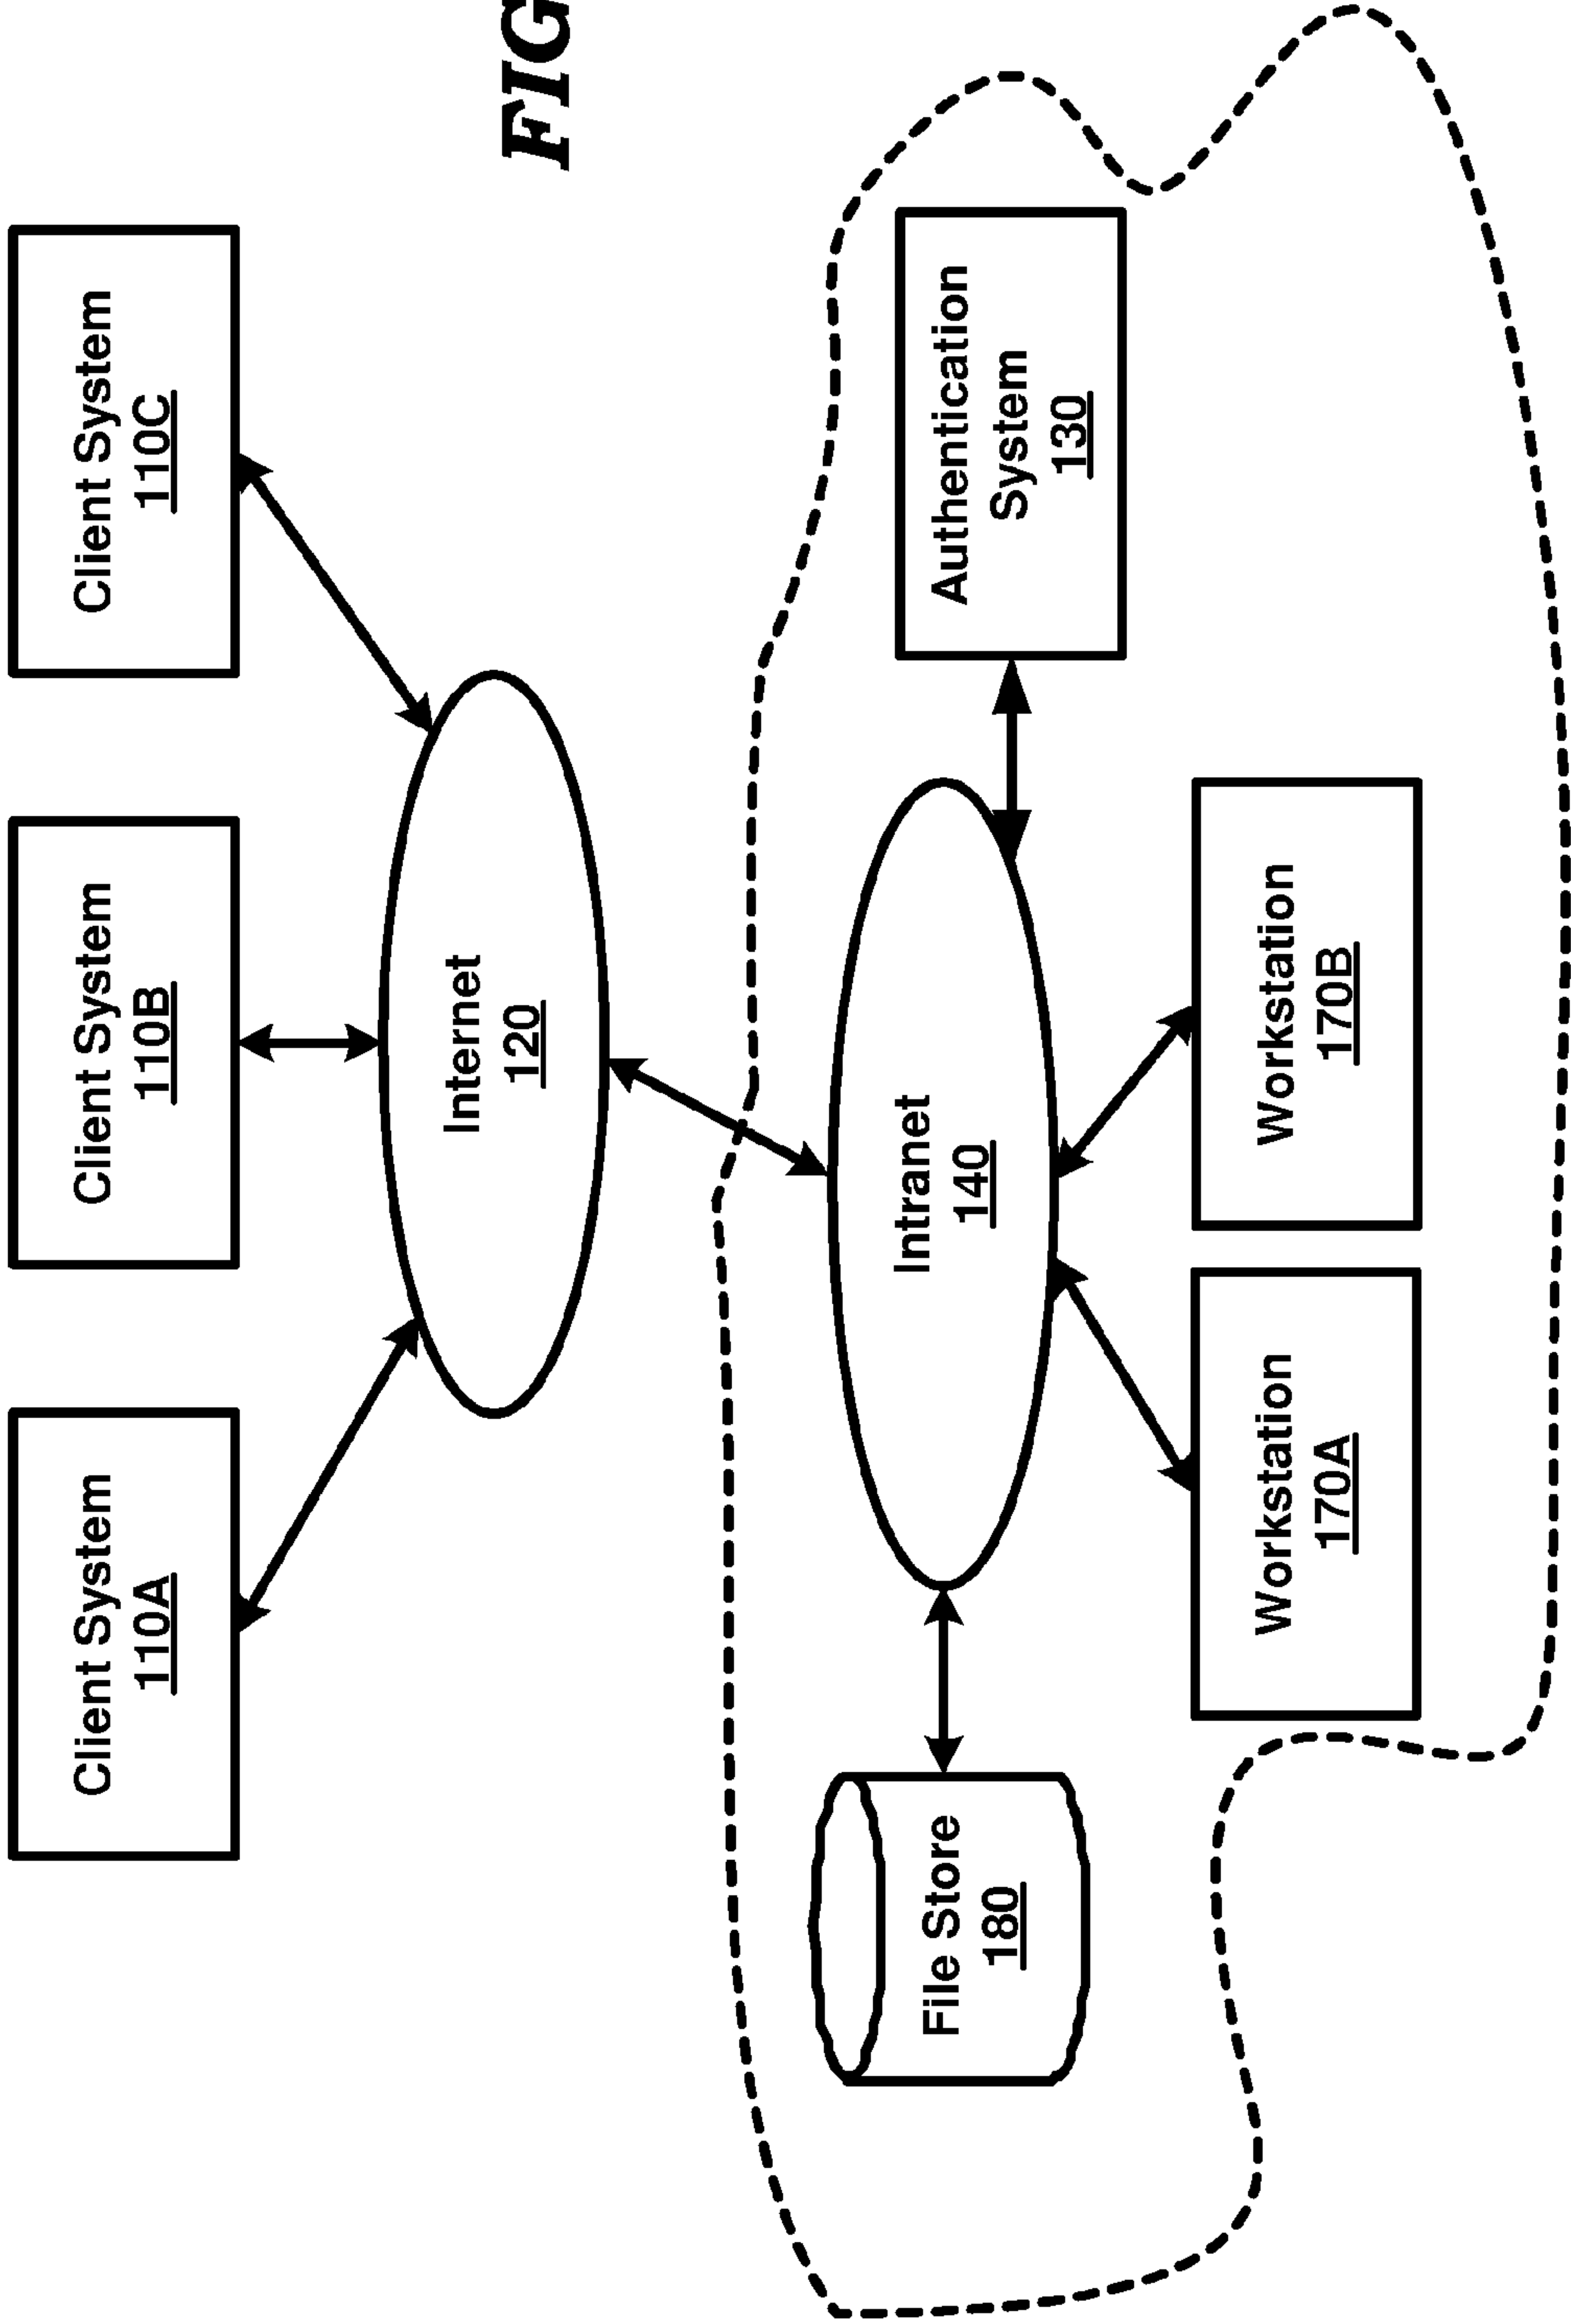 Client System
110A
Client System
110B
Client System
110C
Internet
120
FIG
File Store
180
Intranet
140
Authentication
System
130
Workstation
170A
Workstation
170B